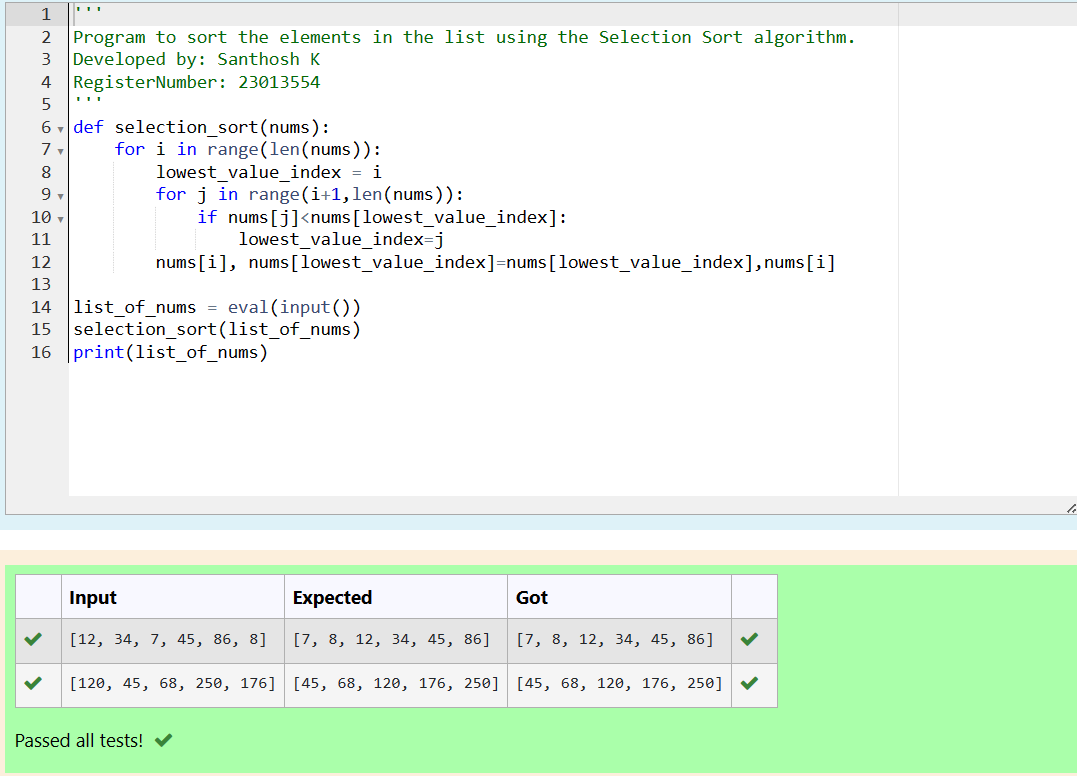 1 '''
2 Program to sort the elements in the list using the Selection Sort algorithm.
3 Developed by: Santhosh K
4 RegisterNumber: 23013554
5 '''
6 def selection_sort(nums):
7     for i in range(len(nums)):
8         lowest_value_index = i
9         for j in range(i+1,len(nums)):
10             if nums[j]<nums[lowest_value_index]:
11                 lowest_value_index=j
12         nums[i], nums[lowest_value_index]=nums[lowest_value_index],nums[i]
13
14 list_of_nums = eval(input())
15 selection_sort(list_of_nums)
16 print(list_of_nums)
Input Expected Got
[12, 34, 7, 45, 86, 8] [7, 8, 12, 34, 45, 86] [7, 8, 12, 34, 45, 86]
[120, 45, 68, 250, 176] [45, 68, 120, 176, 250] [45, 68, 120, 176, 250]
Passed all tests!